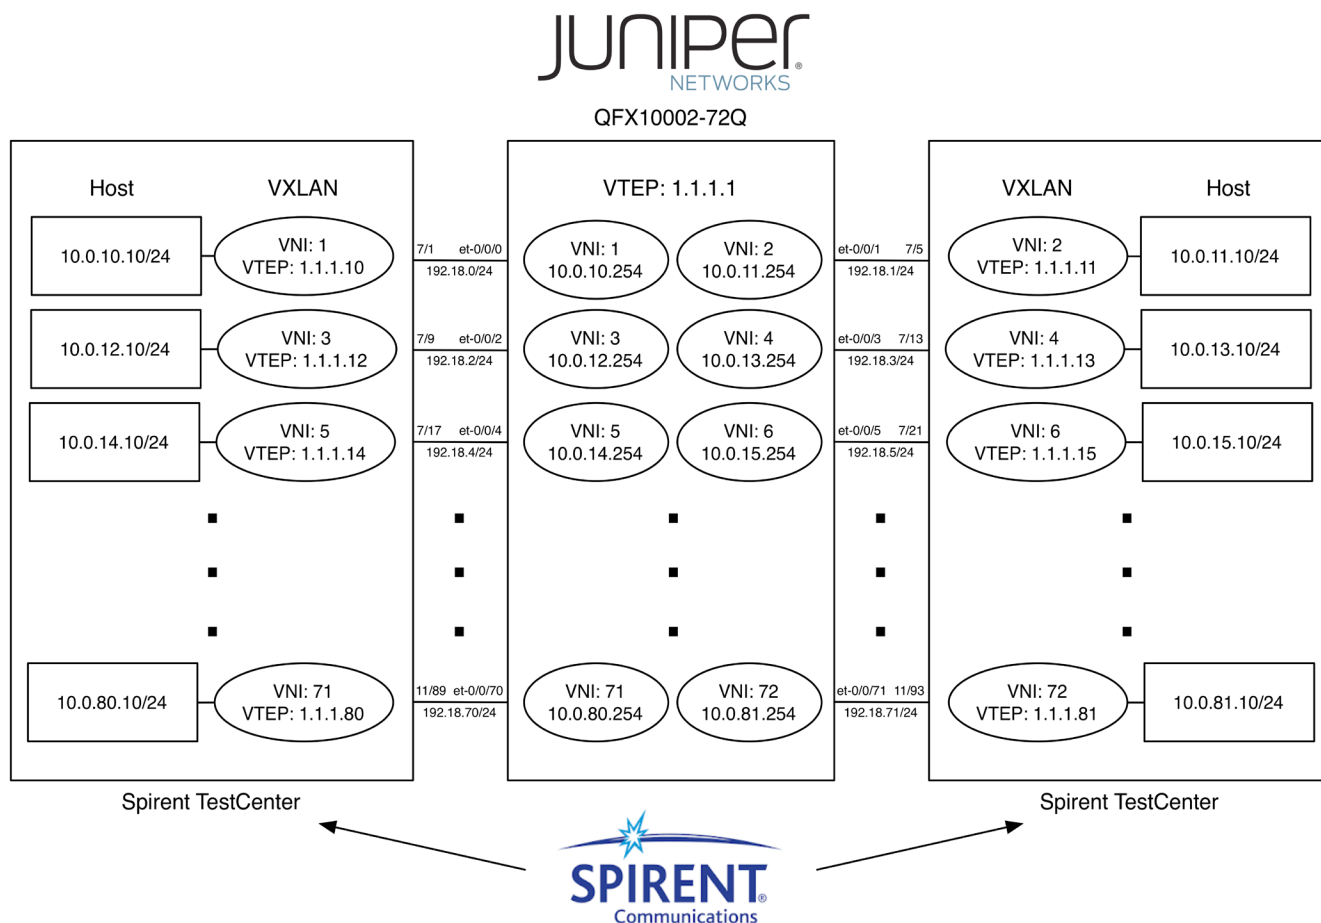 JUNIPER
NETWORKS
QFX10002-72Q
Host
VXLAN
VTEP: 1.1.1.1
VXLAN
Host
10.0.10.10/24
VNI: 1
VTEP: 1.1.1.10
7/1 et-0/0/0
192.18.0/24
VNI: 1
10.0.10.254
VNI: 2
10.0.11.254
et-0/0/1 7/5
192.18.1/24
VNI: 2
VTEP: 1.1.1.11
10.0.11.10/24
10.0.12.10/24
VNI: 3
VTEP: 1.1.1.12
7/9 et-0/0/2
192.18.2/24
VNI: 3
10.0.12.254
VNI: 4
10.0.13.254
et-0/0/3 7/13
192.18.3/24
VNI: 4
VTEP: 1.1.1.13
10.0.13.10/24
10.0.14.10/24
VNI: 5
VTEP: 1.1.1.14
7/17 et-0/0/4
192.18.4/24
VNI: 5
10.0.14.254
VNI: 6
10.0.15.254
et-0/0/5 7/21
192.18.5/24
VNI: 6
VTEP: 1.1.1.15
10.0.15.10/24
10.0.80.10/24
VNI: 71
VTEP: 1.1.1.80
11/89 et-0/0/70
192.18.70/24
VNI: 71
10.0.80.254
VNI: 72
10.0.81.254
et-0/0/71 11/93
192.18.71/24
VNI: 72
VTEP: 1.1.1.81
10.0.81.10/24
Spirent TestCenter
Spirent TestCenter
SPIRENT®
Communications